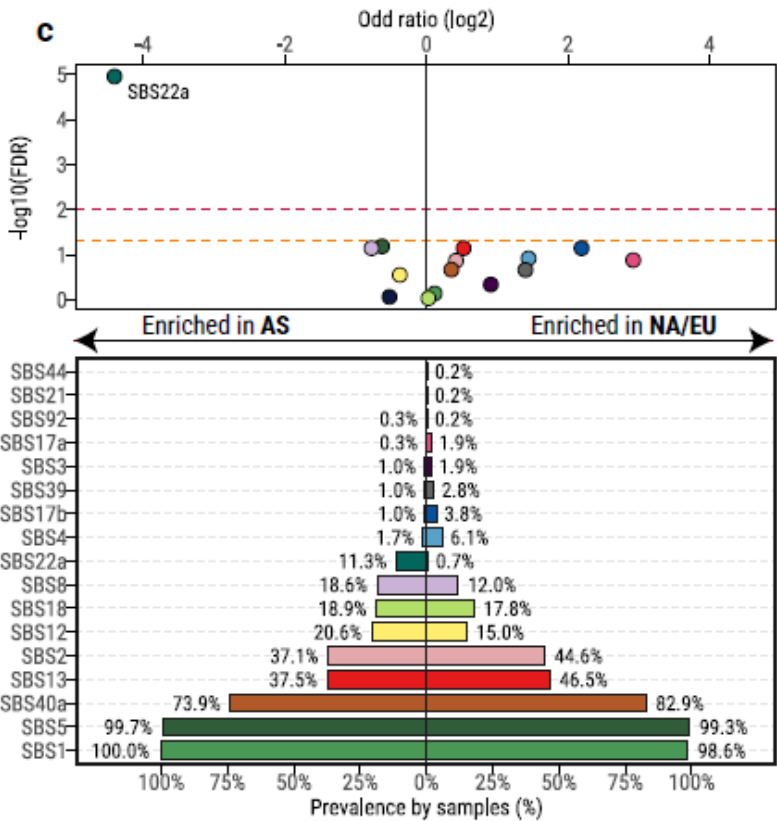 c
Odd ratio (log2)
-4 -2 0 2 4
-log10(FDR)
5
4
3
2
1
0
SBS22a
Enriched in AS Enriched in NA/EU
SBS44 0.2%
SBS21 0.2%
SBS92 0.3% 0.2%
SBS17a 0.3% 1.9%
SBS3 1.0% 1.9%
SBS39 1.0% 2.8%
SBS17b 1.0% 3.8%
SBS4 1.7% 6.1%
SBS22a 11.3% 0.7%
SBS8 18.6% 12.0%
SBS18 18.9% 17.8%
SBS12 20.6% 15.0%
SBS2 37.1% 44.6%
SBS13 37.5% 46.5%
SBS40a 73.9% 82.9%
SBS5 99.7% 99.3%
SBS1 100.0% 98.6%
100% 75% 50% 25% 0% 25% 50% 75% 100%
Prevalence by samples (%)